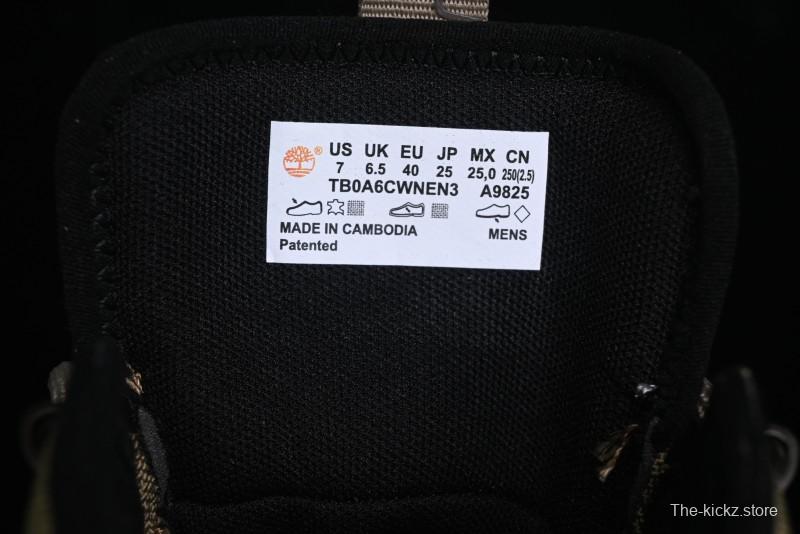 ® US UK EU JP MX CN
7 6.5 40 25 25,0 250(2.5)
TB0A6CWNEN3 A9825
MADE IN CAMBODIA MENS
Patented
The-kickz.store